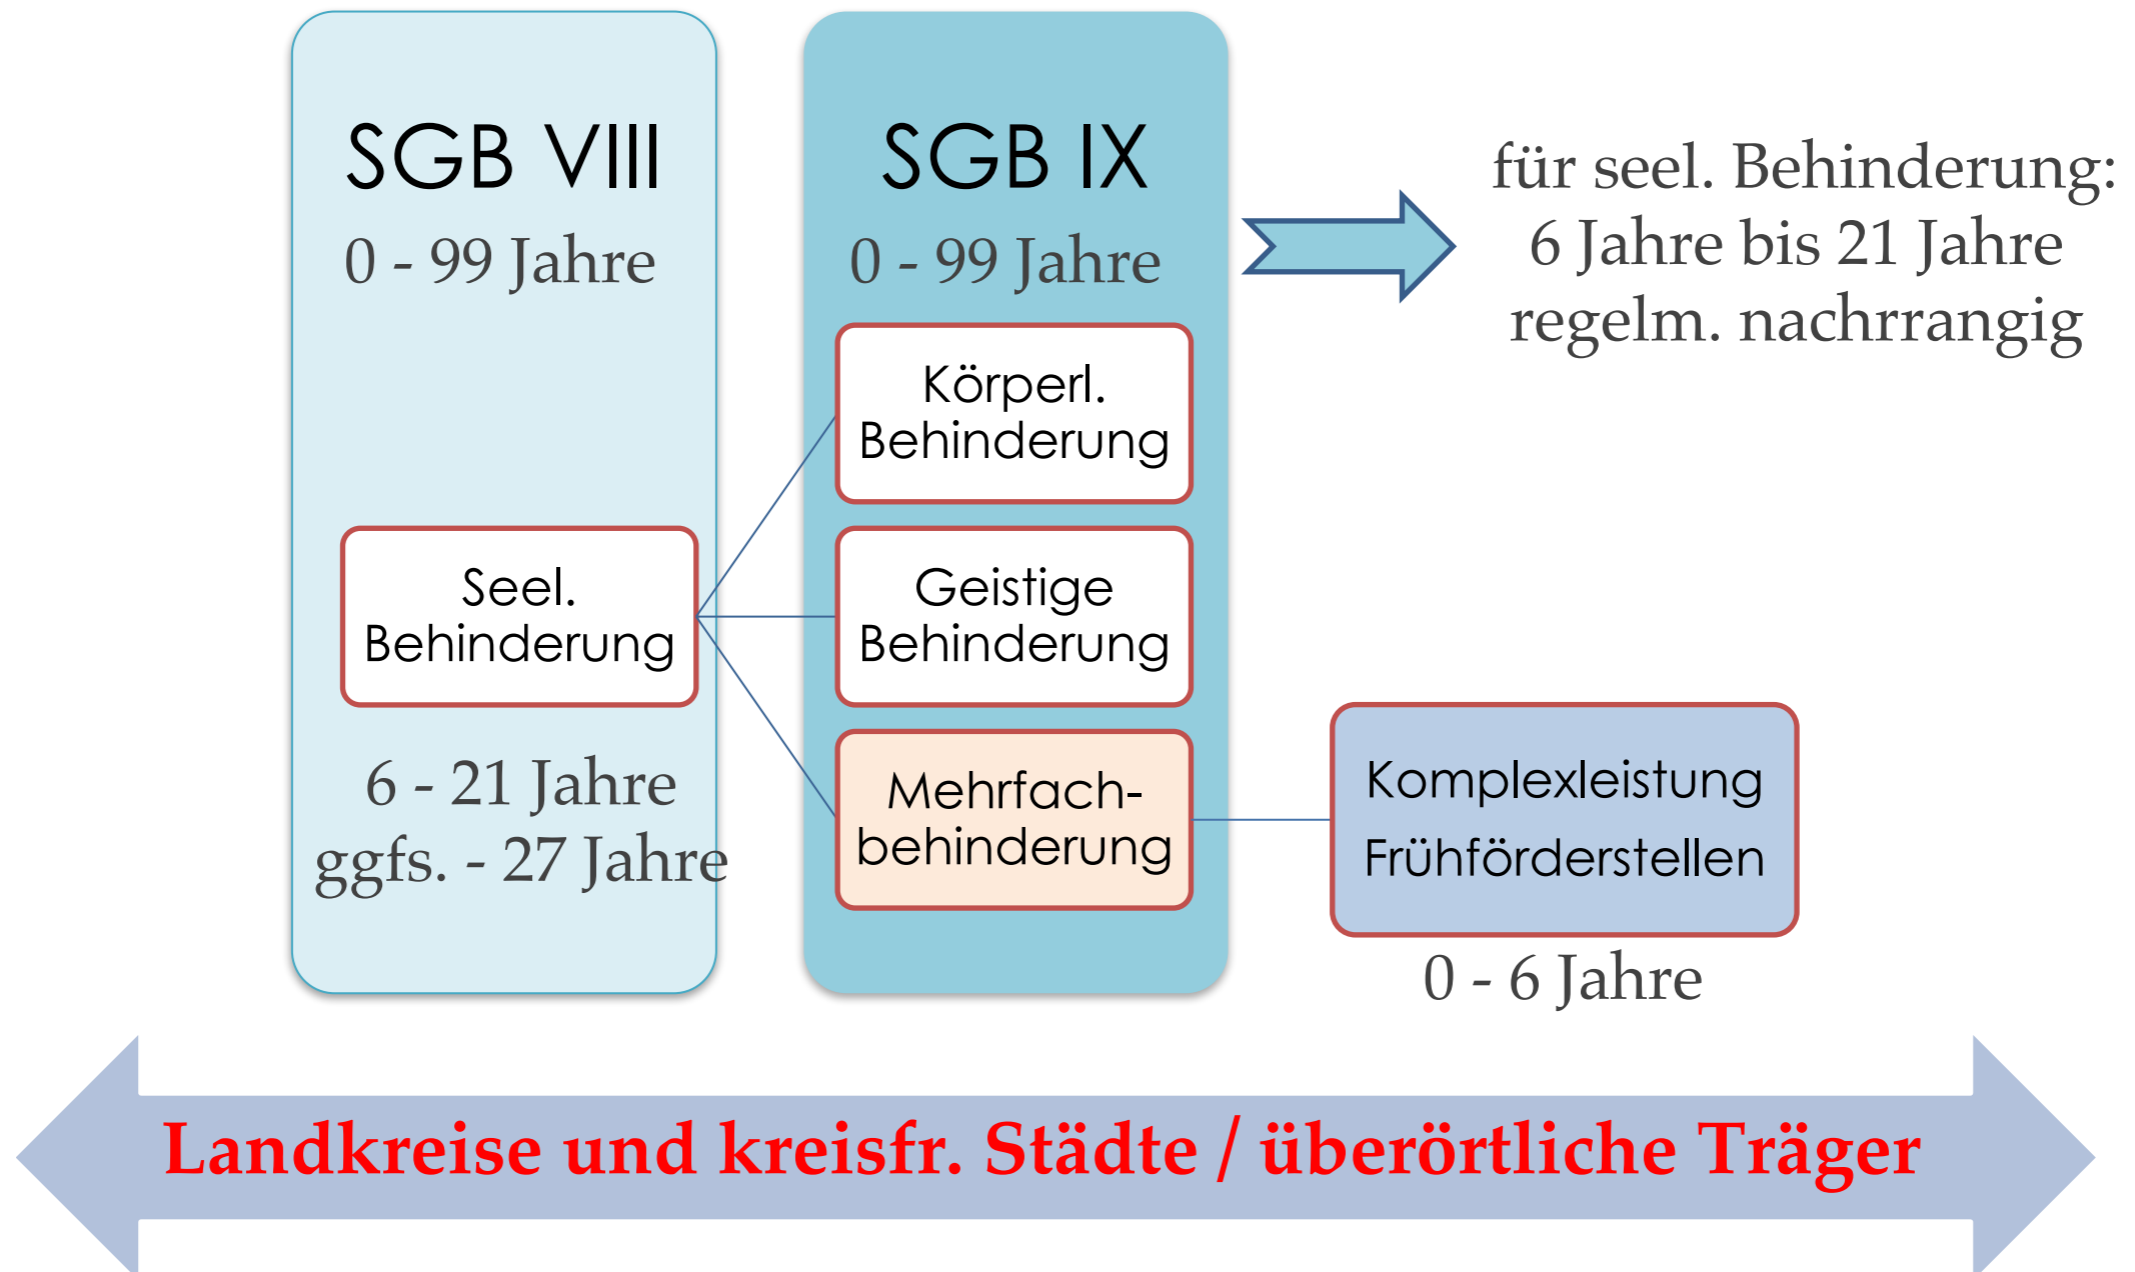 SGB VIII
0 - 99 Jahre
Seel.
Behinderung
6 - 21 Jahre
ggfs. - 27 Jahre
SGB IX
0 - 99 Jahre
Körperl.
Behinderung
Geistige
Behinderung
Mehrfach-
behinderung
für seel. Behinderung:
6 Jahre bis 21 Jahre
regelm. nachrrangig
Komplexleistung
Frühförderstellen
0 - 6 Jahre
Landkreise und kreisfr. Städte / überörtliche Träger